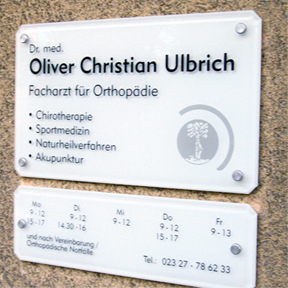 Dr. med.
Oliver Christian Ulbrich
Facharzt für Orthopädie
• Chirotherapie
• Sportmedizin
• Naturheilverfahren
• Akupunktur
Mo Di Mi Do Fr
9-12 9-12 9-12 9-12 9-13
15-17 14.30-16 15-17
und nach Vereinbarung /
Orthopädische Notfälle
Tel.: 023 27 - 78 62 33